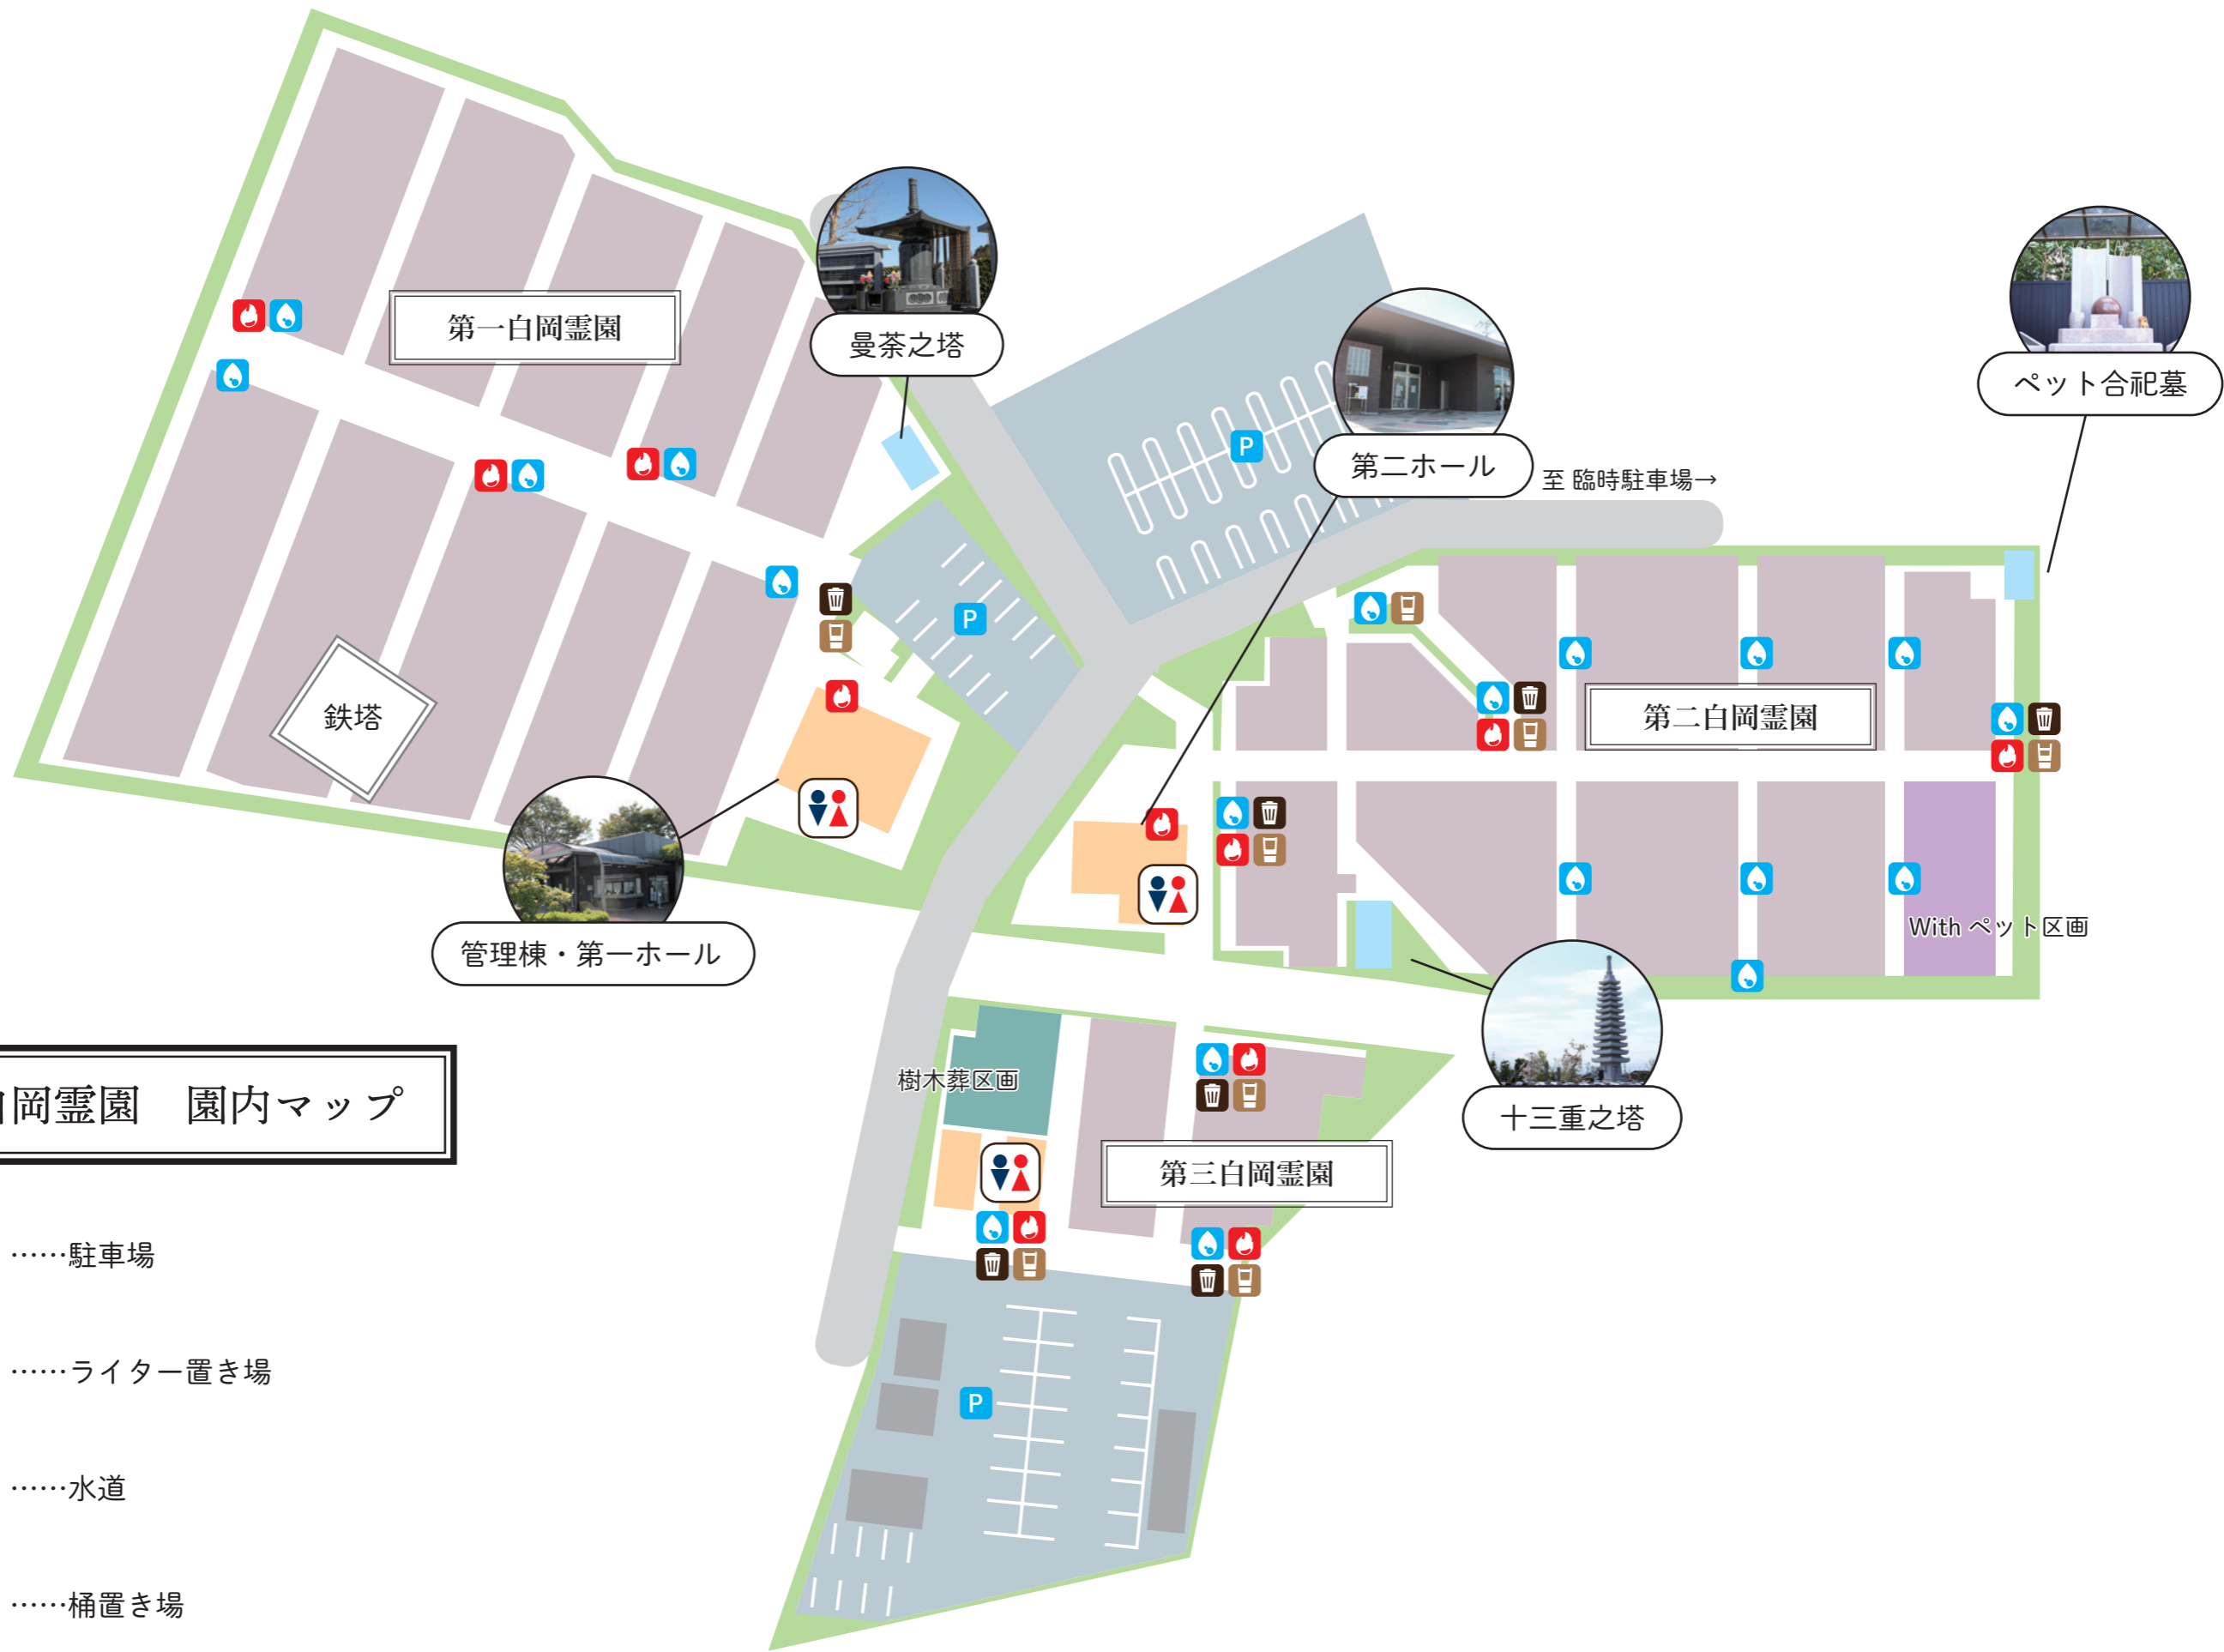 第一白岡霊園
曼荼之塔
P
第二ホール
至 臨時駐車場→
ペット合祀墓
P
鉄塔
第二白岡霊園
管理棟・第一ホール
With ペット区画
樹木葬区画
十三重之塔
第三白岡霊園
岡霊園 園内マップ
P
……駐車場
……ライター置き場
……水道
……桶置き場